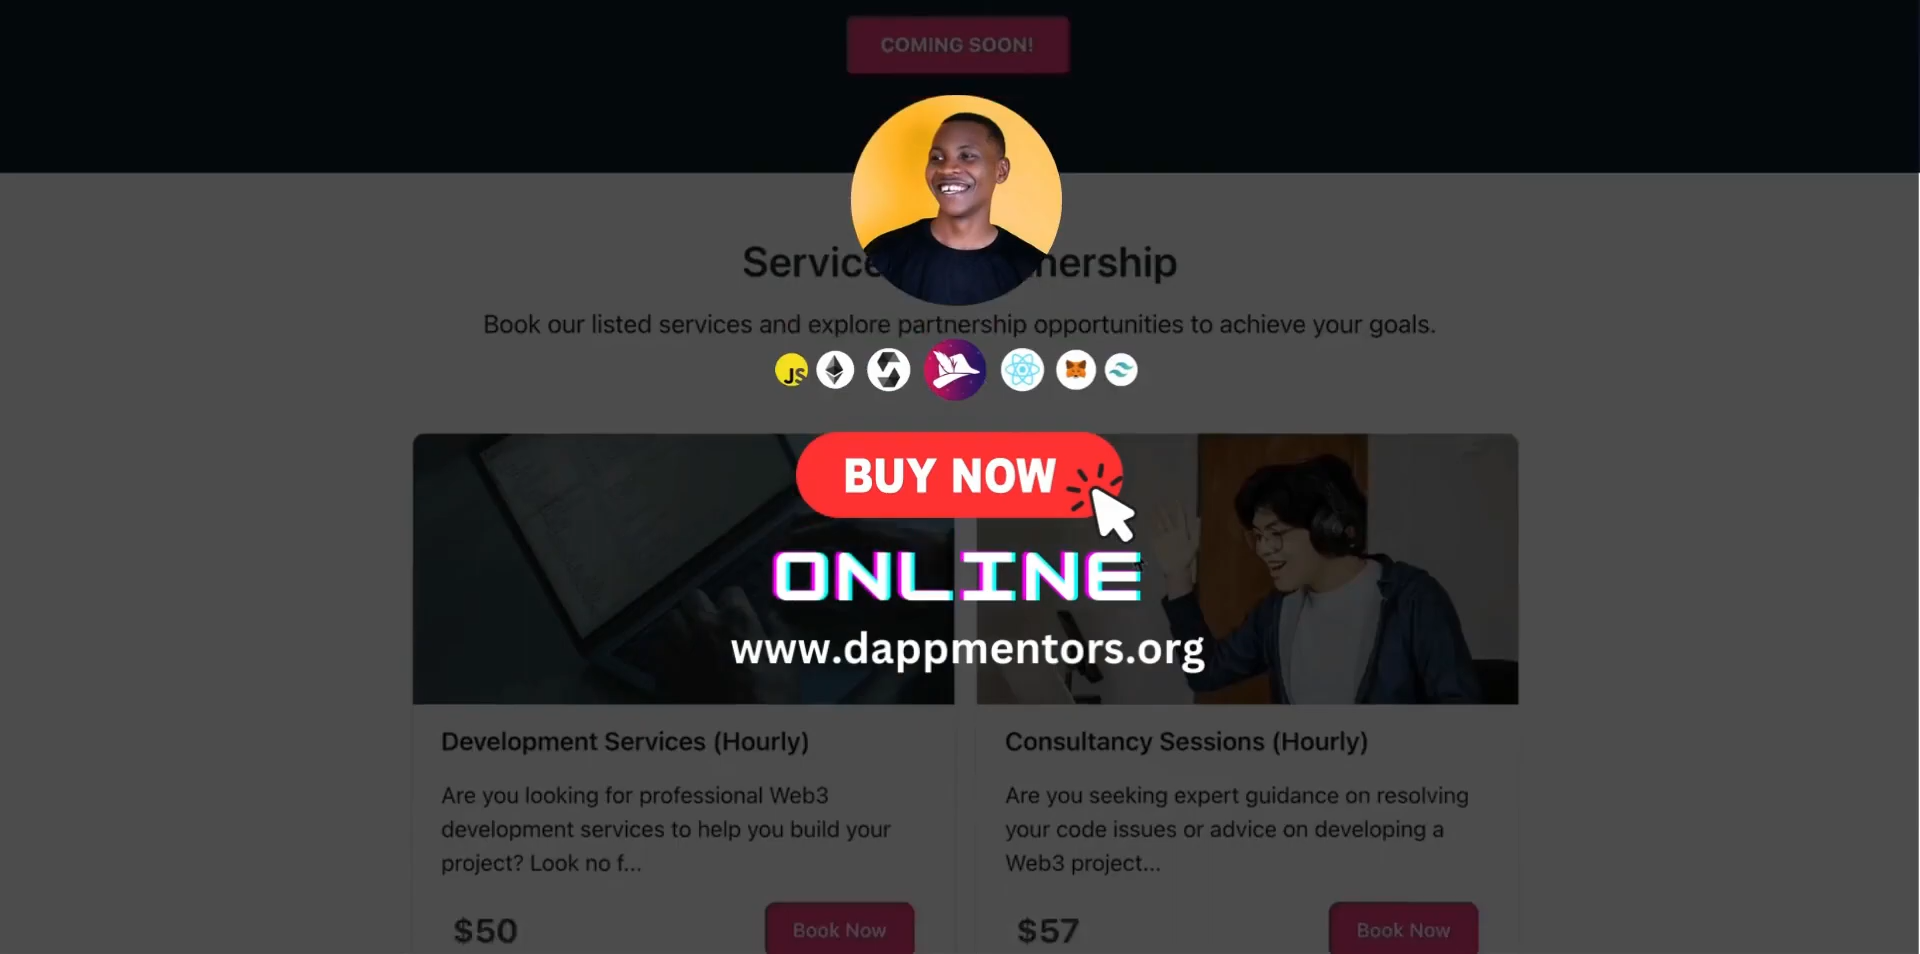 COMING SOON!
Service nership
Book our listed services and explore partnership opportunities to achieve your goals.
JS
BUY NOW
ONLINE
www.dappmentors.org
Development Services (Hourly)
Are you looking for professional Web3
development services to help you build your
project? Look no f...
$50
Book Now
Consultancy Sessions (Hourly)
Are you seeking expert guidance on resolving
your code issues or advice on developing a
Web3 project...
$57
Book Now